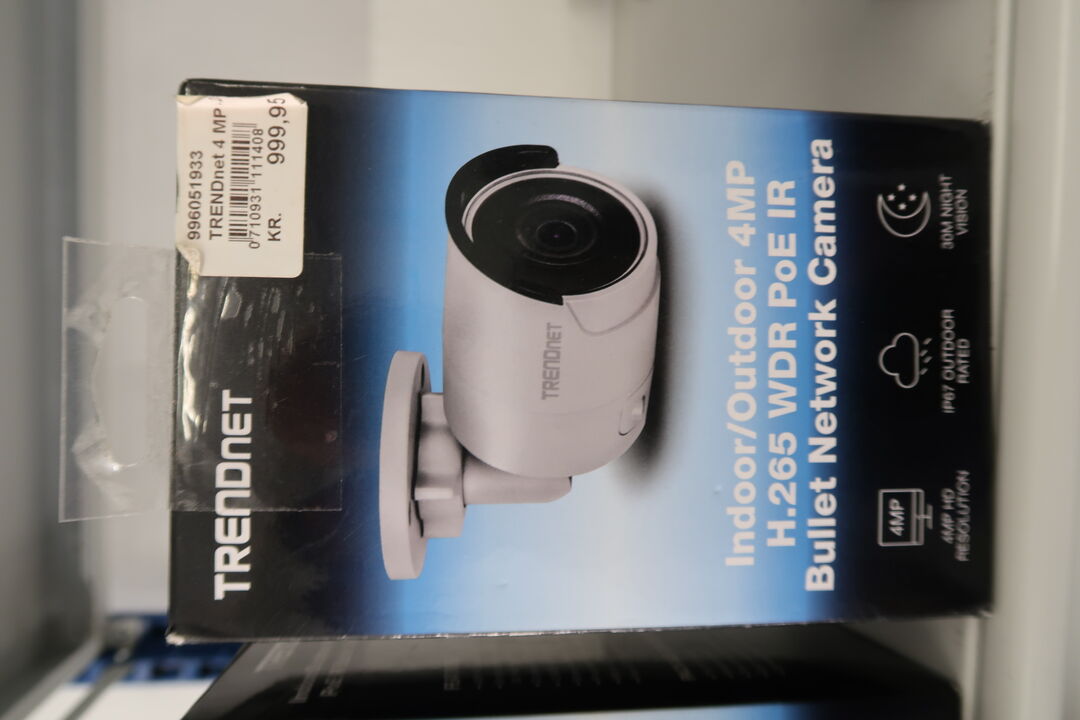 996051933
TRENDnet 4 MP
0710931 111408
KR. 999,95
TRENDNET
TRENDNET
Indoor/Outdoor 4MP
H.265 WDR PoE IR
Bullet Network Camera
4MP
4MP HD
RESOLUTION
IP67 OUTDOOR
RATED
30M NIGHT
VISION